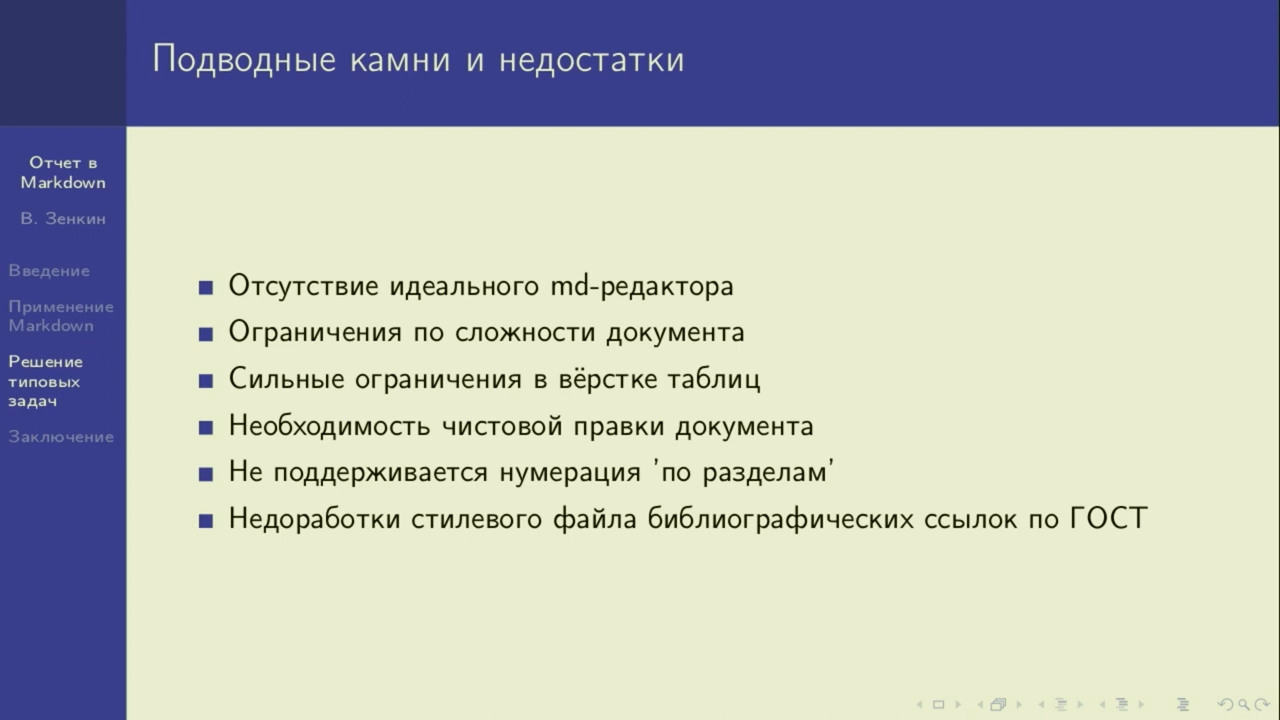 Подводные камни и недостатки
Отчет в
Markdown
В. Зенкин
Введение
Применение
Markdown
Решение
типовых
задач
Заключение
Отсутствие идеального md-редактора
Ограничения по сложности документа
Сильные ограничения в вёрстке таблиц
Необходимость чистовой правки документа
Не поддерживается нумерация 'по разделам'
Недоработки стилевого файла библиографических ссылок по ГОСТ